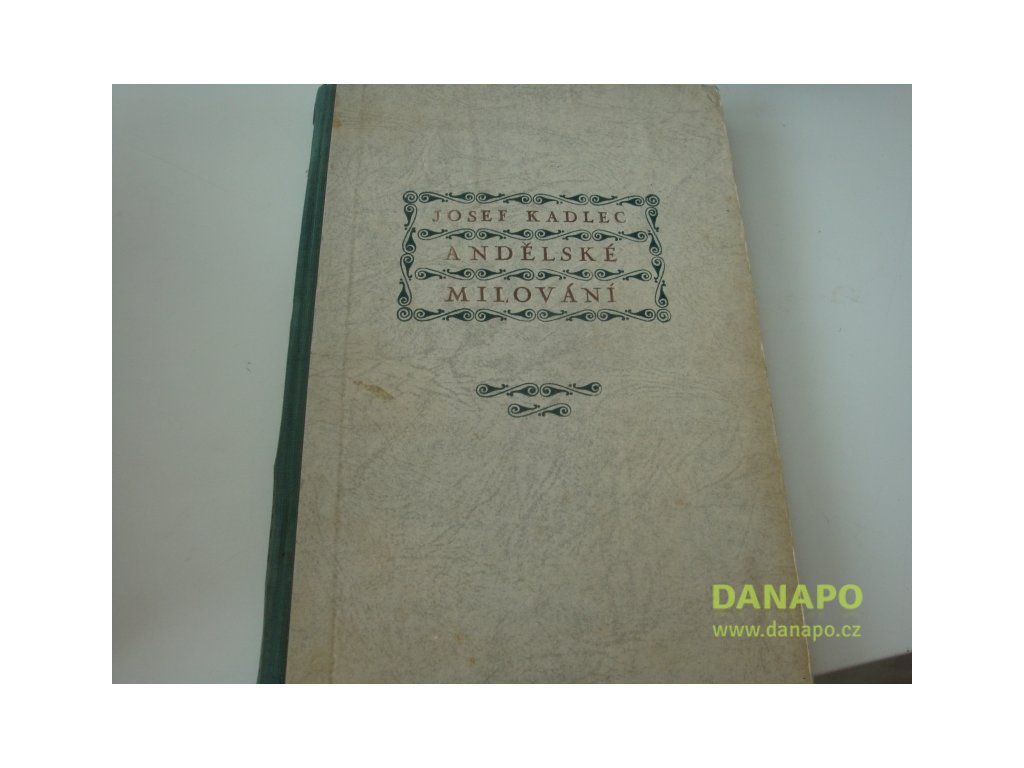 JOSEF KADLEC
ANDĚLSKÉ
MILOVÁNÍ
DANAPO
www.danapo.cz